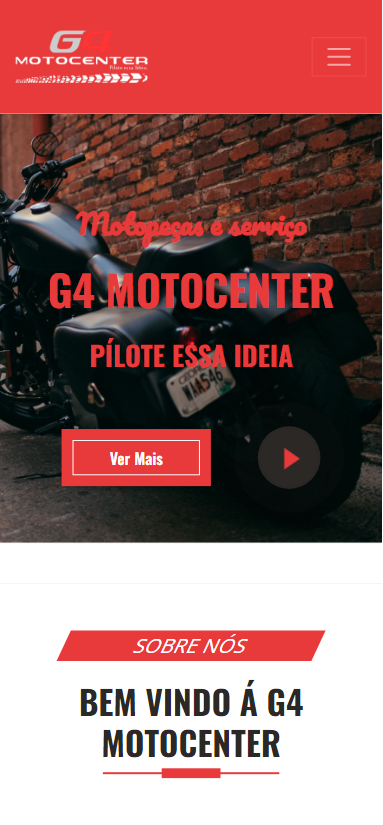 G4
MOTOCENTER
Pilote essa Ideia.
Motopeças e serviço
G4 MOTOCENTER
PÍLOTE ESSA IDEIA
Ver Mais
SOBRE NÓS
BEM VINDO Á G4
MOTOCENTER